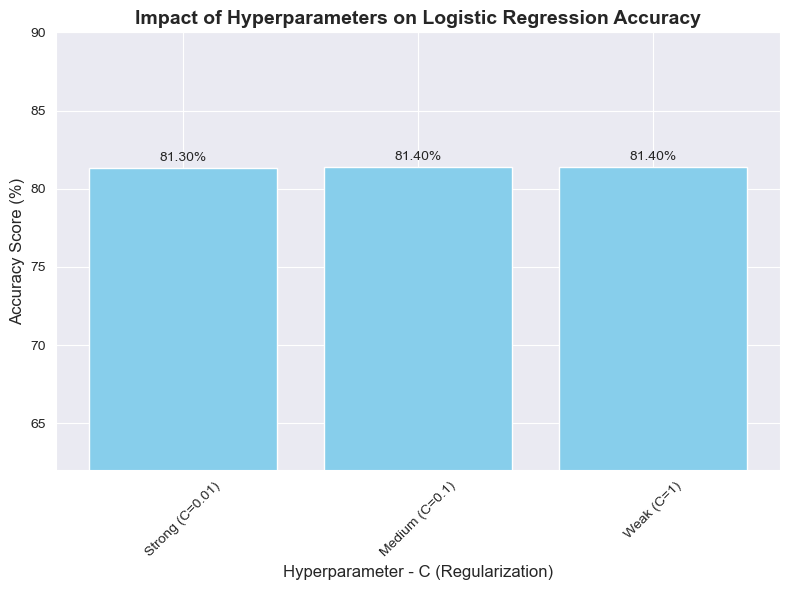 Impact of Hyperparameters on Logistic Regression Accuracy
90
85
80
75
70
65
Accuracy Score (%)
81.30%
81.40%
81.40%
Strong (C=0.01)
Medium (C=0.1)
Weak (C=1)
Hyperparameter - C (Regularization)